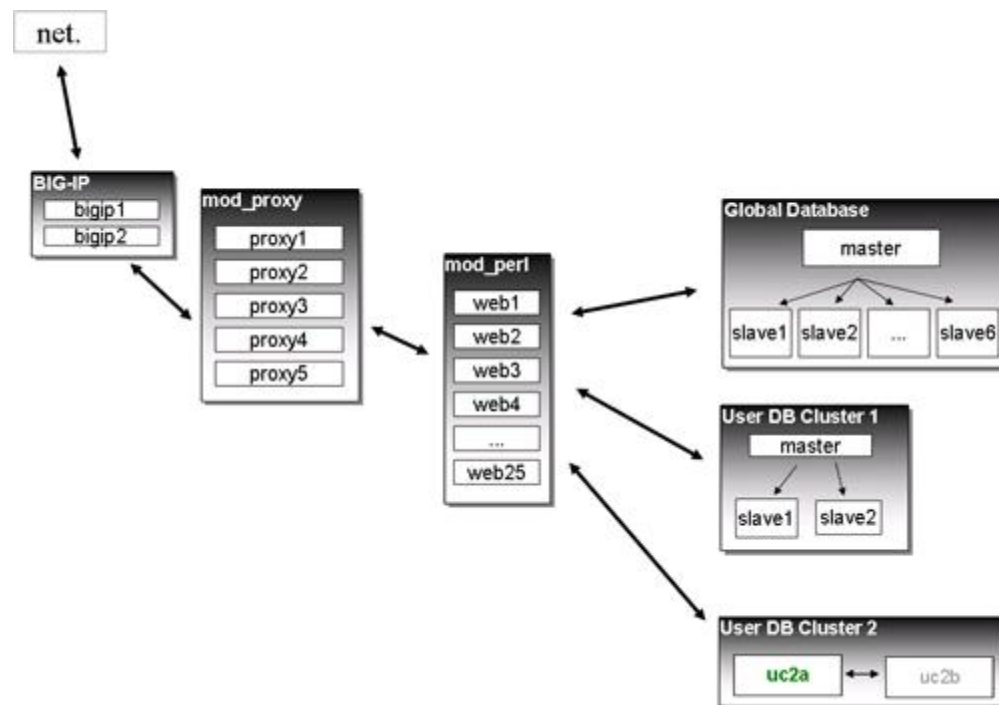 net.
BIG-IP
bigip1
bigip2
mod_proxy
proxy1
proxy2
proxy3
proxy4
proxy5
mod_perl
web1
web2
web3
web4
...
web25
Global Database
master
slave1 slave2 ... slave6
User DB Cluster 1
master
slave1 slave2
User DB Cluster 2
uc2a uc2b